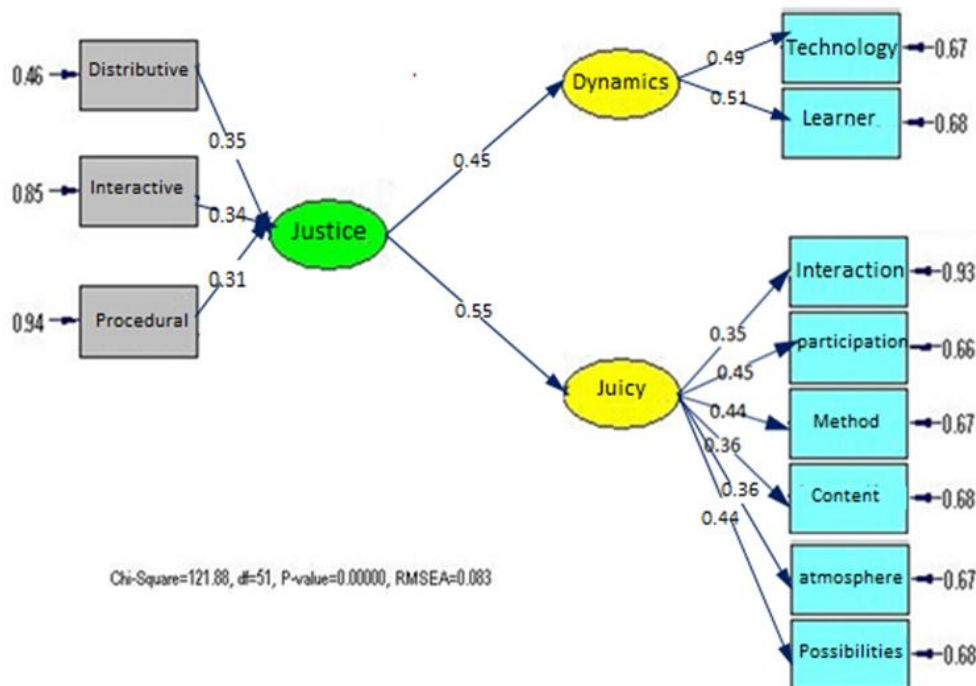 0.46
Distributive
0.35
0.85
Interactive
0.34
0.94
Procedural
0.31
Justice
0.45
0.55
Dynamics
0.49
Technology
0.67
0.51
Learner
0.68
Juicy
0.35
Interaction
0.93
0.45
participation
0.66
0.44
Method
0.67
0.36
Content
0.68
0.36
atmosphere
0.67
0.44
Possibilities
0.68
Chi-Square=121.88, df=51, P-value=0.00000, RMSEA=0.083